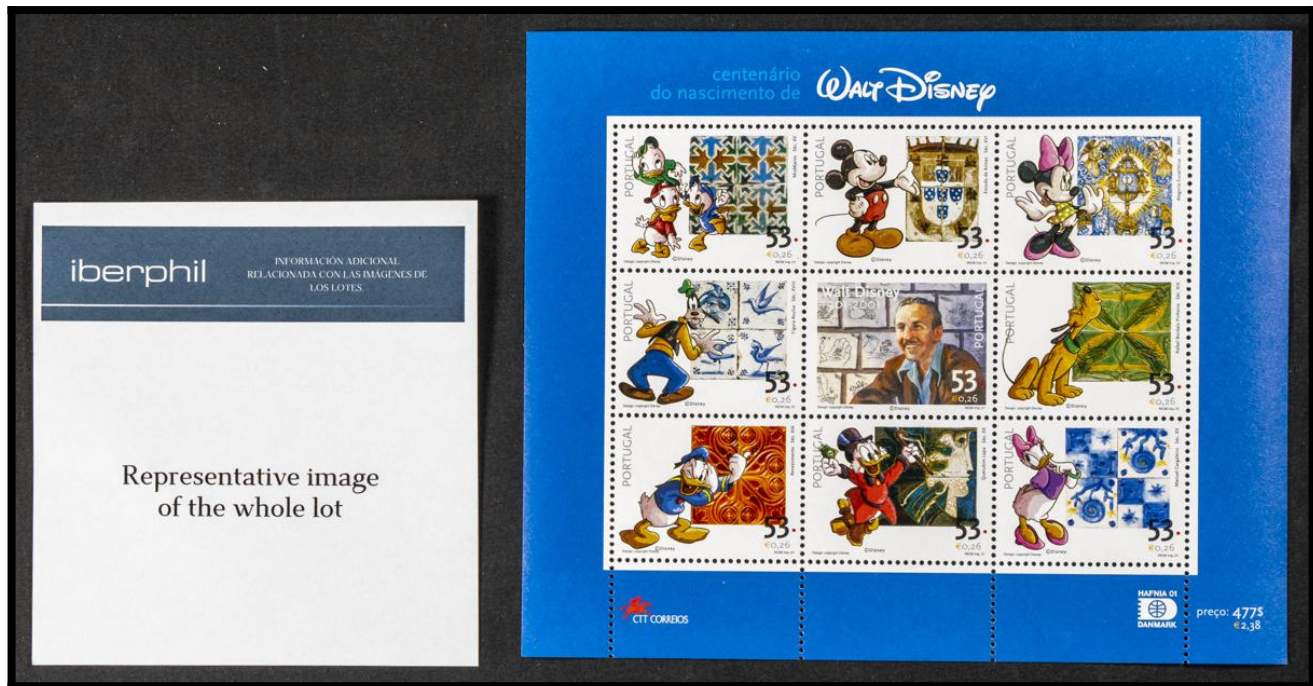 iberphil
INFORMACIÓN ADICIONAL
RELACIONADA CON LAS IMÁGENES DE
LOS LOTES
Representative image
of the whole lot
centenário
do nascimento de
WALT DISNEY
PORTUGAL
53
€0,26
©Disney
PORTUGAL
53
€0,26
©Disney
PORTUGAL
53
€0,26
©Disney
PORTUGAL
53
€0,26
©Disney
Walt Disney
1901-2001
PORTUGAL
53
€0,26
©Disney
PORTUGAL
53
€0,26
©Disney
PORTUGAL
53
€0,26
©Disney
PORTUGAL
53
€0,26
©Disney
PORTUGAL
53
€0,26
©Disney
CTT CORREIOS
HAFNIA 01
DANMARK
preço: 477$
€2,38